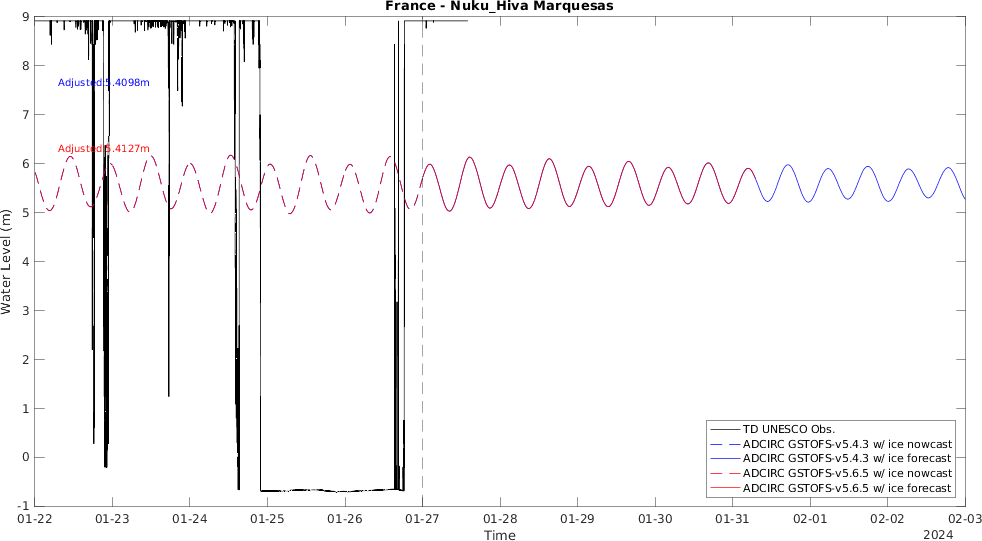 France - Nuku_Hiva Marquesas
9
8
7
6
5
4
3
2
1
0
-1
Water Level (m)
Adjusted:5.4098m
Adjusted:5.4127m
TD UNESCO Obs.
ADCIRC GSTOFS-v5.4.3 w/ ice nowcast
ADCIRC GSTOFS-v5.4.3 w/ ice forecast
ADCIRC GSTOFS-v5.6.5 w/ ice nowcast
ADCIRC GSTOFS-v5.6.5 w/ ice forecast
01-22 01-23 01-24 01-25 01-26 01-27 01-28 01-29 01-30 01-31 02-01 02-02 02-03
Time
2024